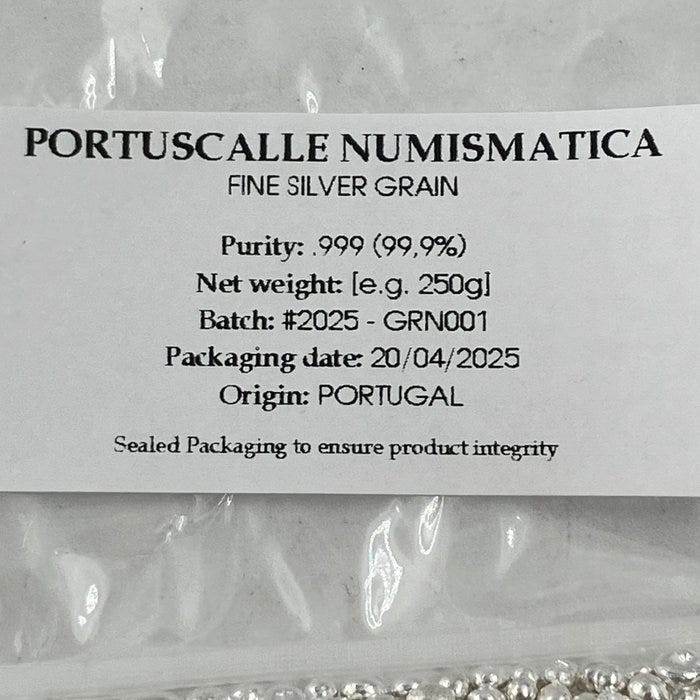 PORTUSCALLE NUMISMATICA
FINE SILVER GRAIN
Purity: .999 (99,9%)
Net weight: [e.g. 250g]
Batch: #2025 - GRN001
Packaging date: 20/04/2025
Origin: PORTUGAL
Sealed Packaging to ensure product integrity